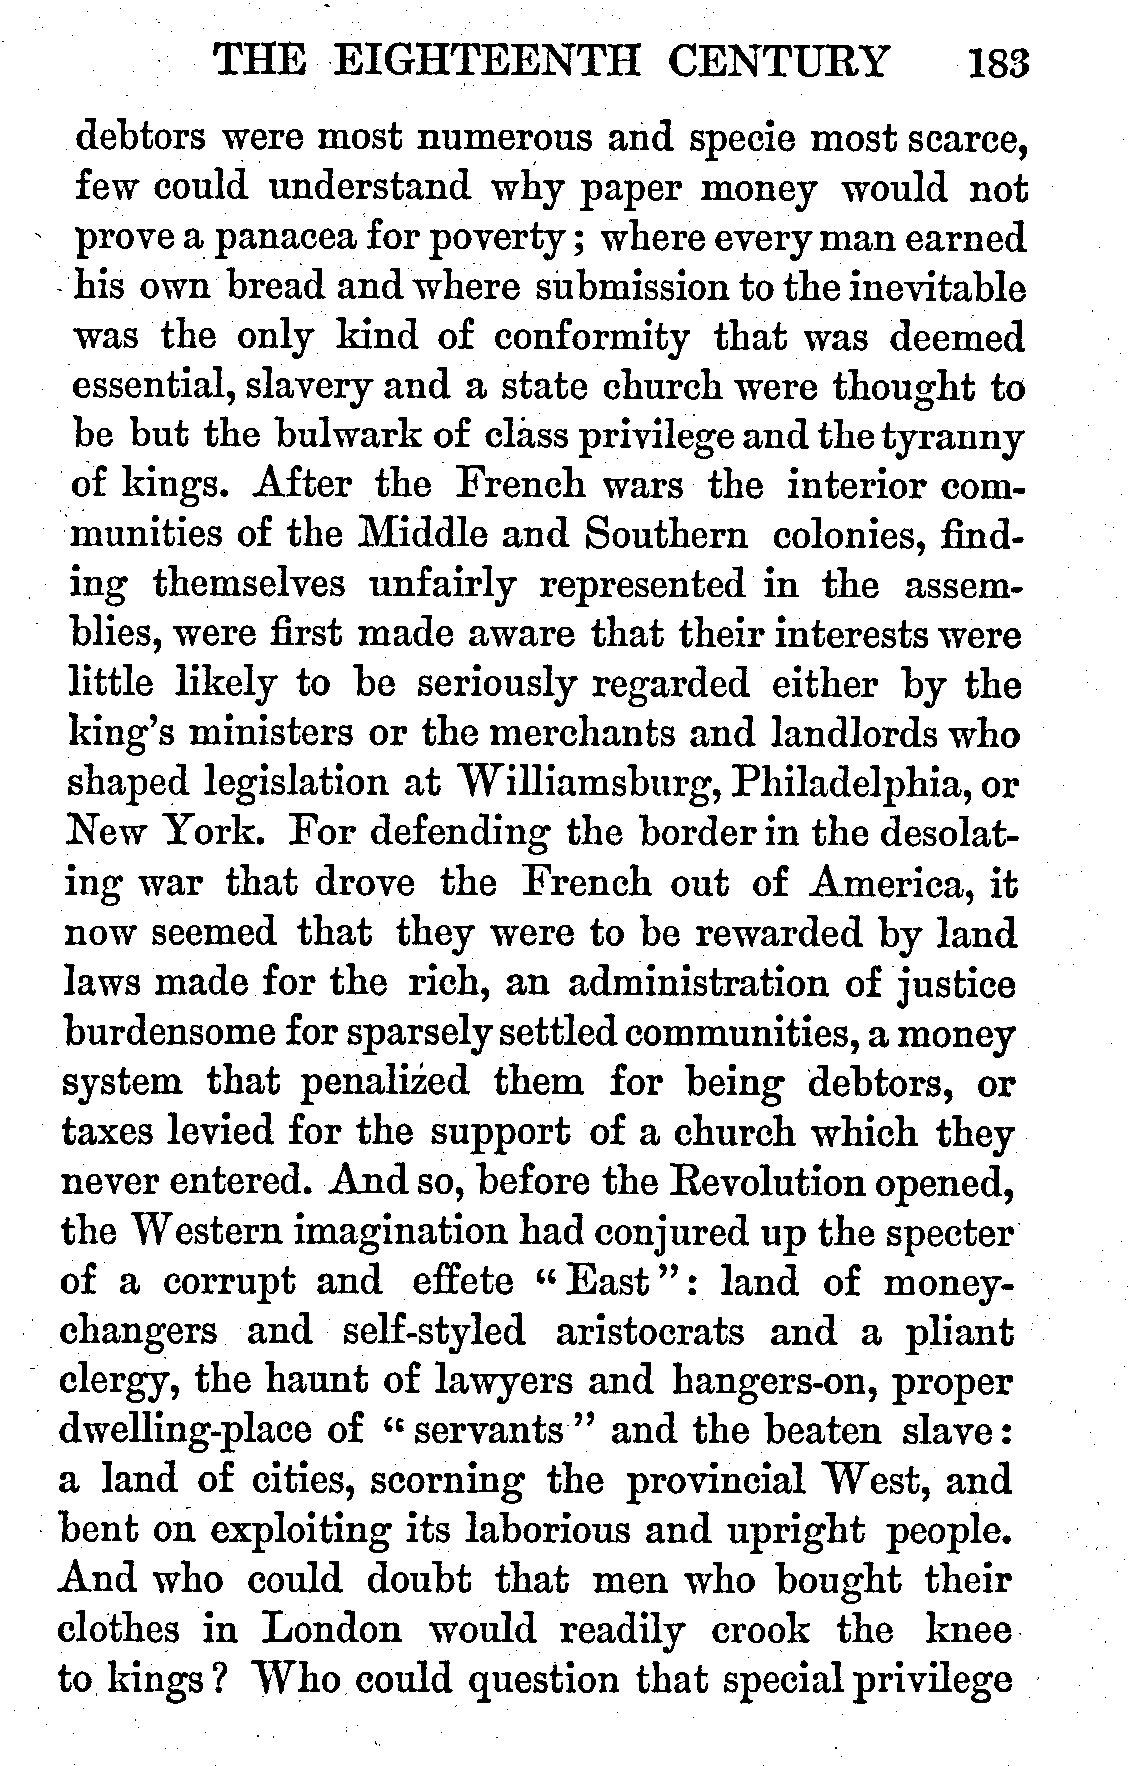 THE EIGHTEENTH CENTURY 183
debtors were most numerous and specie most scarce,
few could understand why paper money would not
prove a panacea for poverty; where every man earned
his own bread and where submission to the inevitable
was the only kind of conformity that was deemed
essential, slavery and a state church were thought to
be but the bulwark of class privilege and the tyranny
of kings. After the French wars the interior com-
munities of the Middle and Southern colonies, find-
ing themselves unfairly represented in the assem-
blies, were first made aware that their interests were
little likely to be seriously regarded either by the
king's ministers or the merchants and landlords who
shaped legislation at Williamsburg, Philadelphia, or
New York. For defending the border in the desolat-
ing war that drove the French out of America, it
now seemed that they were to be rewarded by land
laws made for the rich, an administration of justice
burdensome for sparsely settled communities, a money
system that penalized them for being debtors, or
taxes levied for the support of a church which they
never entered. And so, before the Revolution opened,
the Western imagination had conjured up the specter
of a corrupt and effete "East": land of money-
changers and self-styled aristocrats and a pliant
clergy, the haunt of lawyers and hangers-on, proper
dwelling-place of "servants" and the beaten slave:
a land of cities, scorning the provincial West, and
bent on exploiting its laborious and upright people.
And who could doubt that men who bought their
clothes in London would readily crook the knee
to kings? Who could question that special privilege